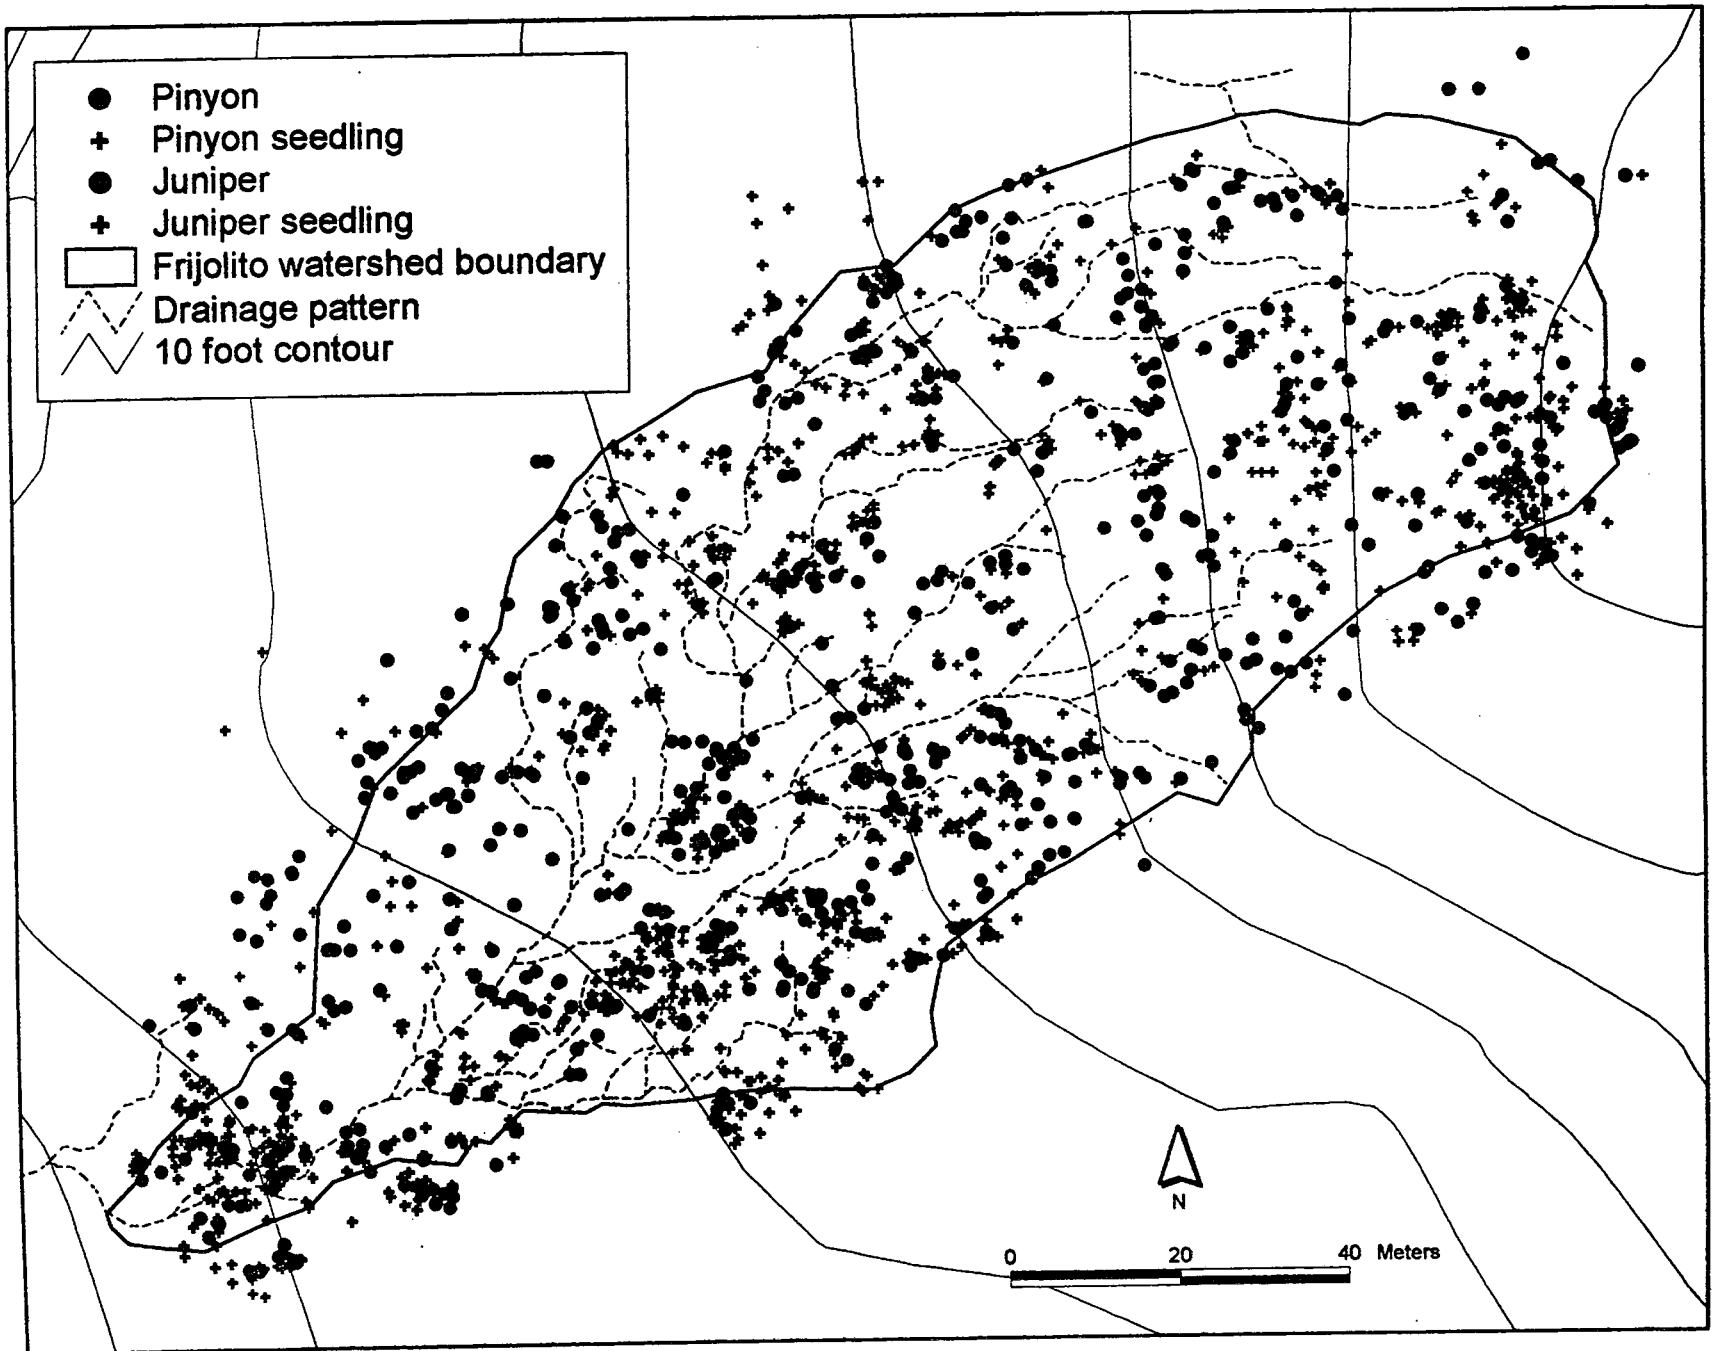 Pinyon
Pinyon seedling
Juniper
Juniper seedling
Frijolito watershed boundary
Drainage pattern
10 foot contour
N
0 20 40 Meters